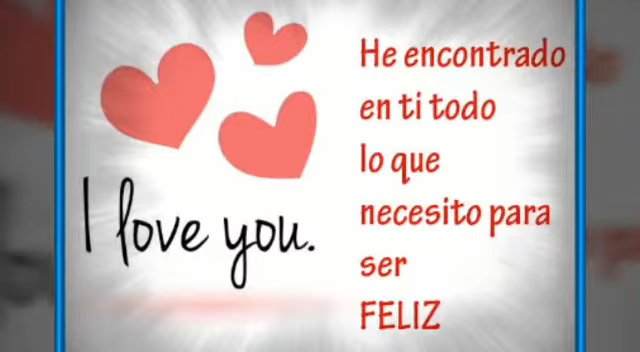 I love you.
He encontrado
en ti todo
lo que
necesito para
ser
FELIZ